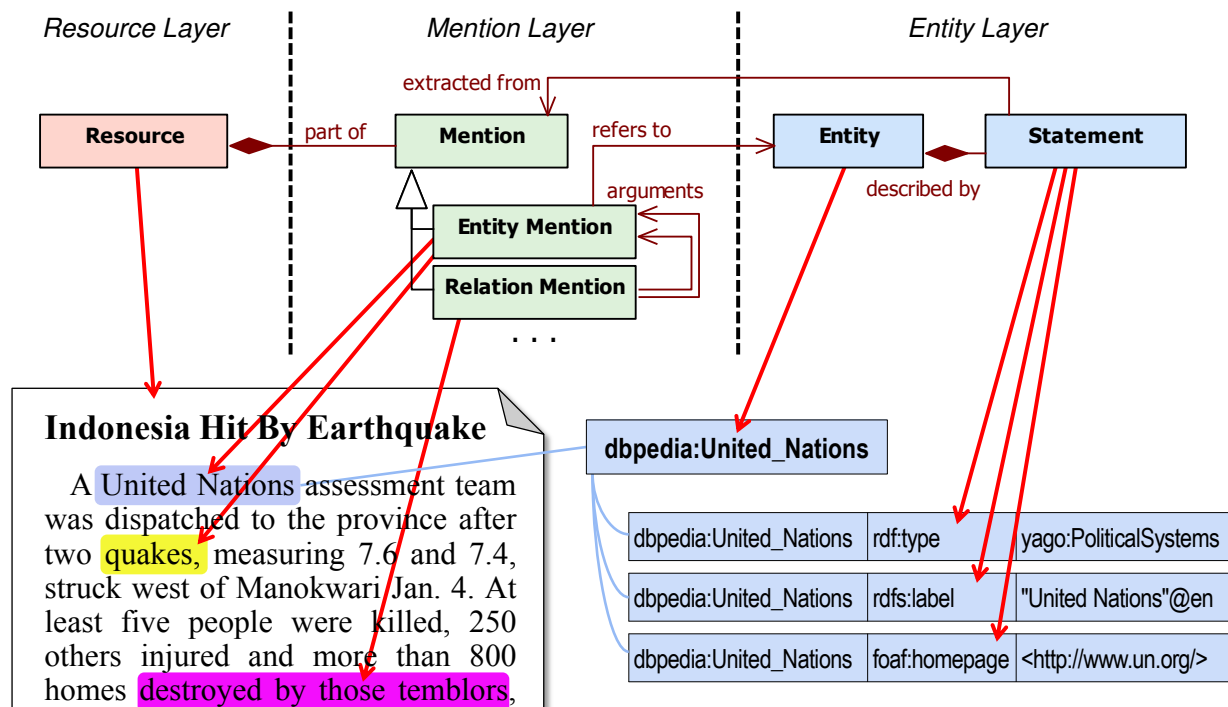 Resource Layer
Mention Layer
Entity Layer
extracted from
Resource
part of
Mention
refers to
Entity
Statement
arguments
described by
Entity Mention
Relation Mention
. . .
Indonesia Hit By Earthquake
A United Nations assessment team
was dispatched to the province after
two quakes, measuring 7.6 and 7.4,
struck west of Manokwari Jan. 4. At
least five people were killed, 250
others injured and more than 800
homes destroyed by those temblors,
dbpedia:United_Nations
dbpedia:United_Nations rdf:type yago:PoliticalSystems
dbpedia:United_Nations rdfs:label "United Nations"@en
dbpedia:United_Nations foaf:homepage <http://www.un.org/>